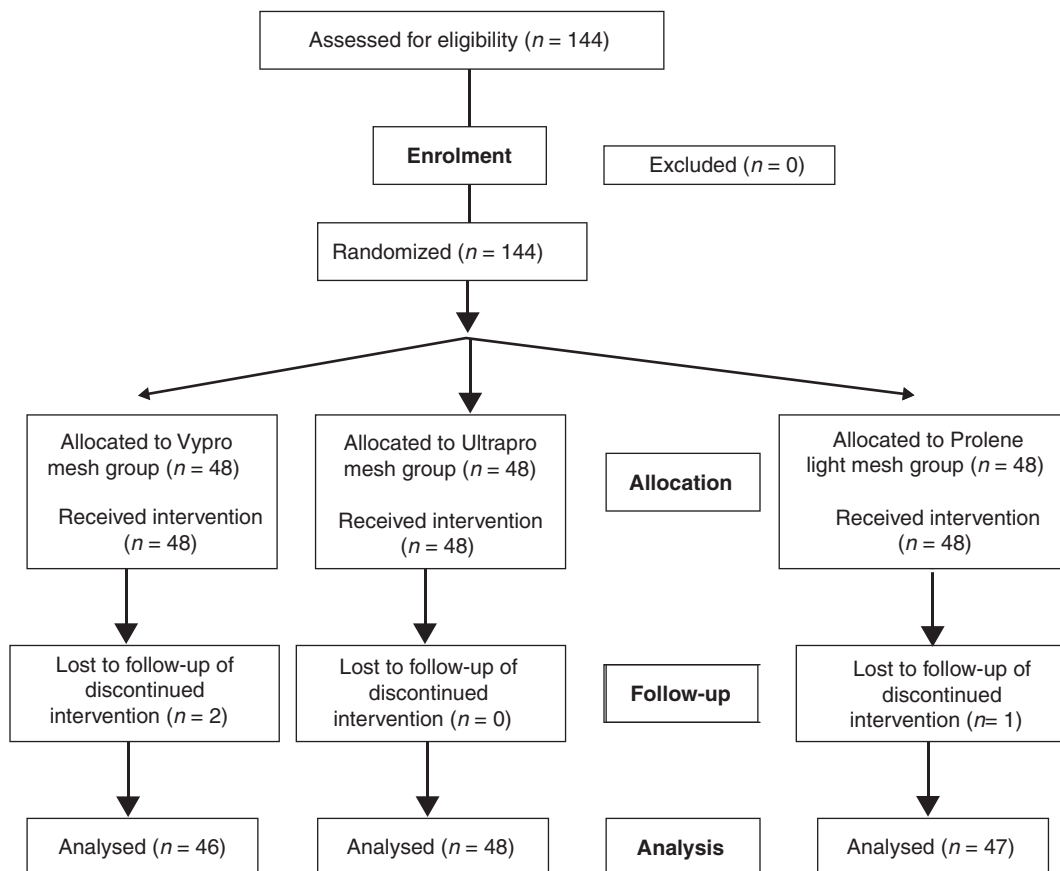 Assessed for eligibility (n = 144)
Enrolment
Excluded (n = 0)
Randomized (n = 144)
Allocated to Vypro
mesh group (n = 48)
Received intervention
(n = 48)
Allocated to Ultrapro
mesh group (n = 48)
Received intervention
(n = 48)
Allocation
Allocated to Prolene
light mesh group (n = 48)
Received intervention
(n = 48)
Lost to follow-up of
discontinued
intervention (n = 2)
Lost to follow-up of
discontinued
intervention (n = 0)
Follow-up
Lost to follow-up of
discontinued
intervention (n= 1)
Analysed (n = 46)
Analysed (n = 48)
Analysis
Analysed (n = 47)